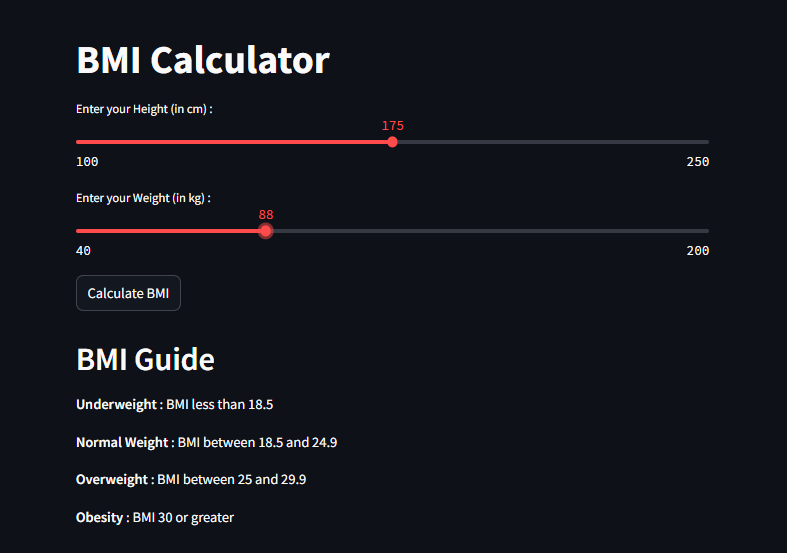 BMI Calculator
Enter your Height (in cm) :
175
100 250
Enter your Weight (in kg) :
88
40 200
Calculate BMI
BMI Guide
Underweight : BMI less than 18.5
Normal Weight : BMI between 18.5 and 24.9
Overweight : BMI between 25 and 29.9
Obesity : BMI 30 or greater